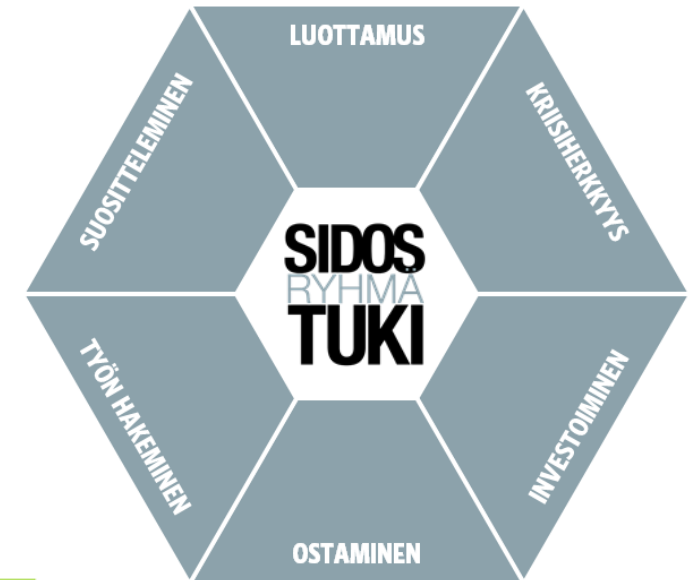 LUOTTAMUS
KRIISIHERKKYYS
INVESTOIMINEN
OSTAMINEN
TYÖN HAKEMINEN
SUOSITTELEMINEN
SIDOS
RYHMÄ
TUKI